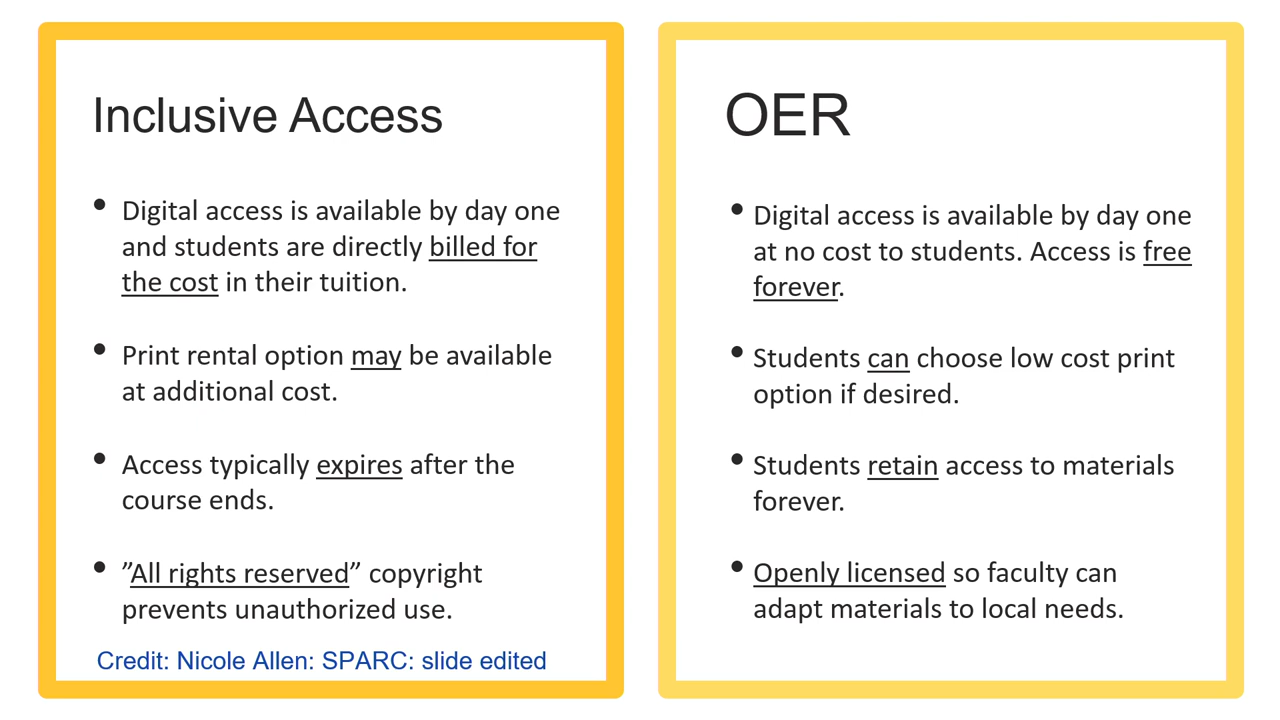 Inclusive Access
• Digital access is available by day one
and students are directly billed for
the cost in their tuition.
• Print rental option may be available
at additional cost.
• Access typically expires after the
course ends.
• ”All rights reserved” copyright
prevents unauthorized use.
Credit: Nicole Allen: SPARC: slide edited
OER
• Digital access is available by day one
at no cost to students. Access is free
forever.
• Students can choose low cost print
option if desired.
• Students retain access to materials
forever.
• Openly licensed so faculty can
adapt materials to local needs.